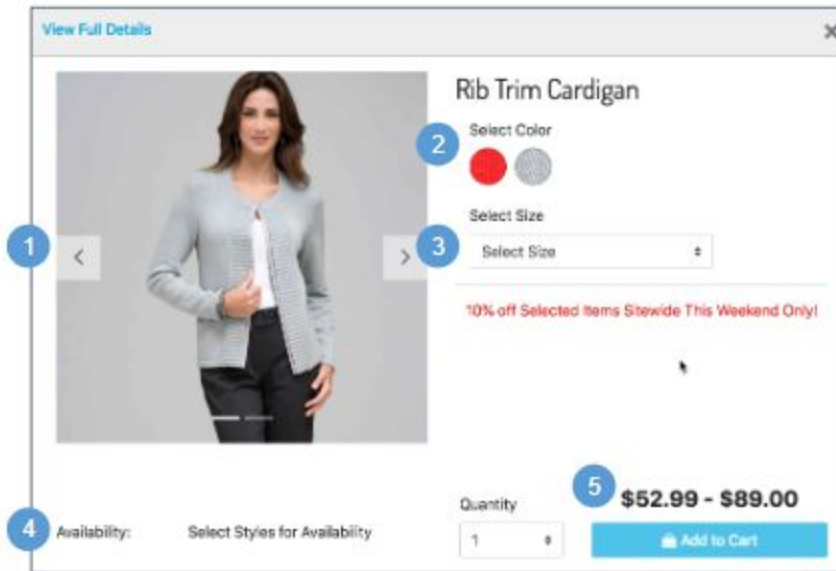 View Full Details
Rib Trim Cardigan
Select Color
2
Select Size
1
3
Select Size
10% off Selected Items Sitewide This Weekend Only!
5
$52.99 - $89.00
Quantity
4
Availability:
Select Styles for Availability
1
Add to Cart